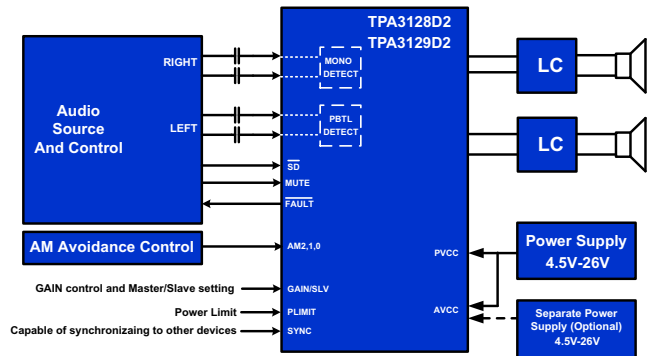 TPA3128D2
TPA3129D2
RIGHT
MONO
DETECT
LC
Audio
Source
And Control
LEFT
PBTL
DETECT
LC
SD
MUTE
FAULT
AM Avoidance Control
AM2,1,0
PVCC
Power Supply
4.5V-26V
GAIN control and Master/Slave setting
GAIN/SLV
Power Limit
PLIMIT
AVCC
Separate Power
Supply (Optional)
4.5V-26V
Capable of synchronizaing to other devices
SYNC